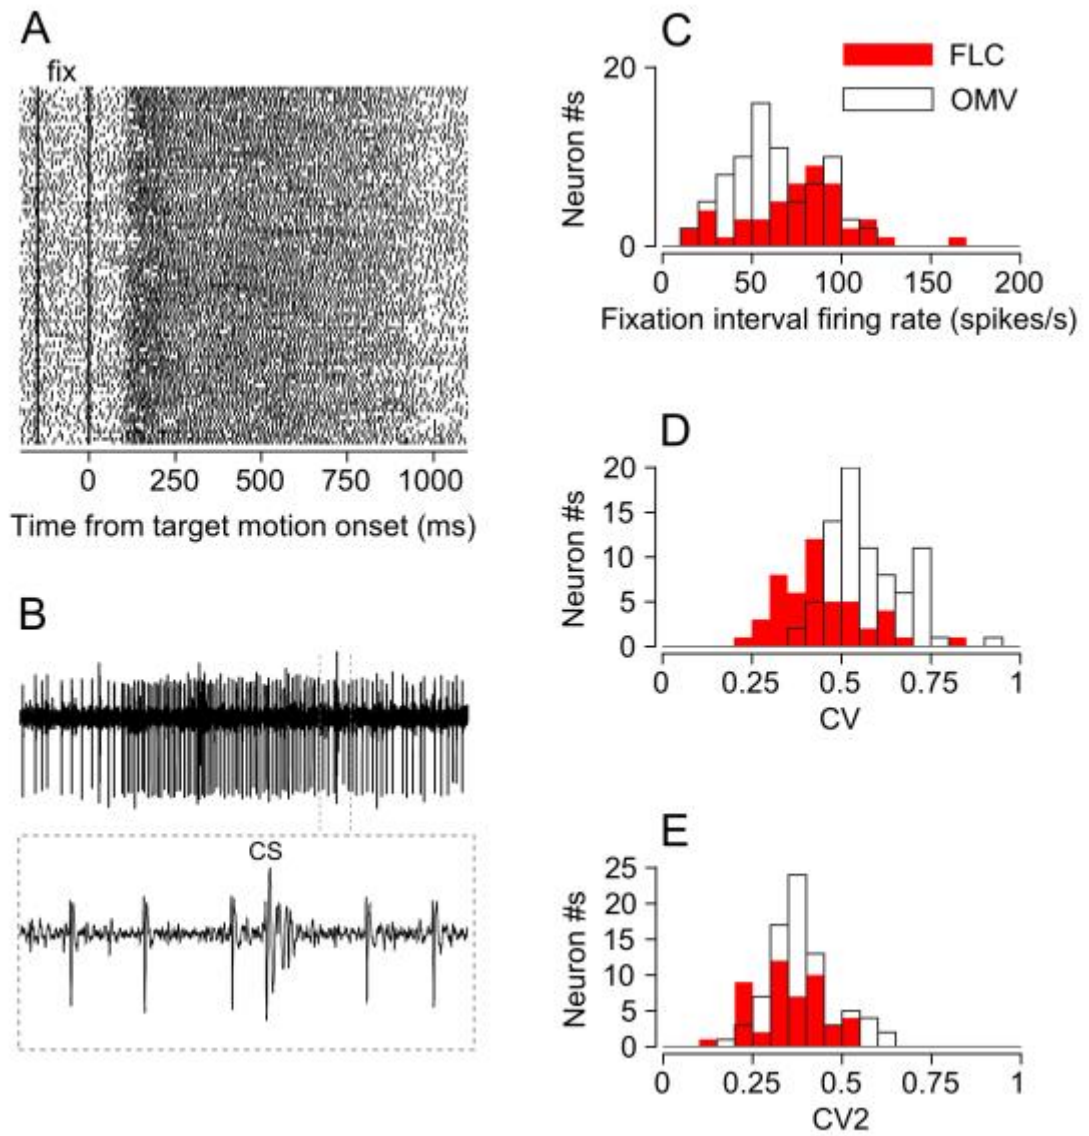 A
fix
0 250 500 750 1000
Time from target motion onset (ms)
B
CS
C
FLC
OMV
20
10
0
Neuron #s
0 50 100 150 200
Fixation interval firing rate (spikes/s)
D
20
15
10
5
0
Neuron #s
0 0.25 0.5 0.75 1
CV
E
25
20
15
10
5
0
Neuron #s
0 0.25 0.5 0.75 1
CV2